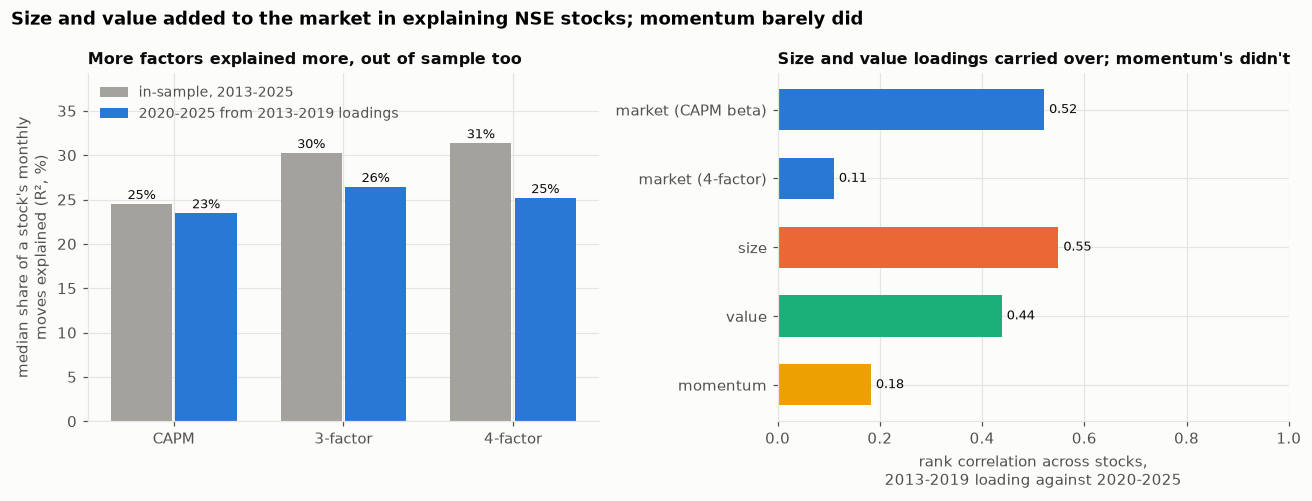 Size and value added to the market in explaining NSE stocks; momentum barely did
More factors explained more, out of sample too
in-sample, 2013-2025
2020-2025 from 2013-2019 loadings
median share of a stock's monthly
moves explained (R², %)
35
30
25
20
15
10
5
0
25%
23%
30%
26%
31%
25%
CAPM
3-factor
4-factor
Size and value loadings carried over; momentum's didn't
market (CAPM beta)
0.52
market (4-factor)
0.11
size
0.55
value
0.44
momentum
0.18
0.0
0.2
0.4
0.6
0.8
1.0
rank correlation across stocks,
2013-2019 loading against 2020-2025